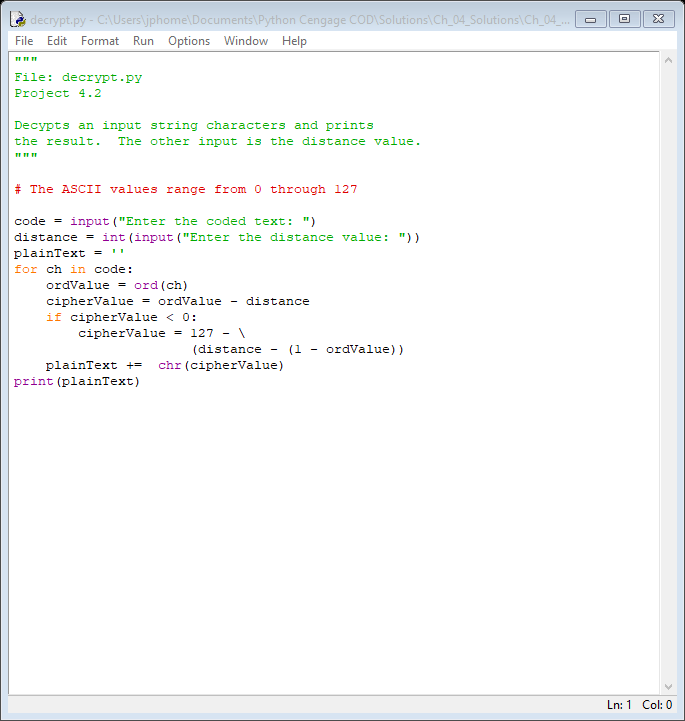 decrypt.py - C:\Users\jphorne\Documents\Python Cengage COD\Solutions\Ch_04_Solutions\Ch_04_...
File Edit Format Run Options Window Help
"""
File: decrypt.py
Project 4.2

Decypts an input string characters and prints
the result.  The other input is the distance value.
"""

# The ASCII values range from 0 through 127

code = input("Enter the coded text: ")
distance = int(input("Enter the distance value: "))
plainText = ''
for ch in code:
    ordValue = ord(ch)
    cipherValue = ordValue - distance
    if cipherValue < 0:
        cipherValue = 127 - \
                      (distance - (1 - ordValue))
    plainText +=  chr(cipherValue)
print(plainText)
Ln: 1 Col: 0